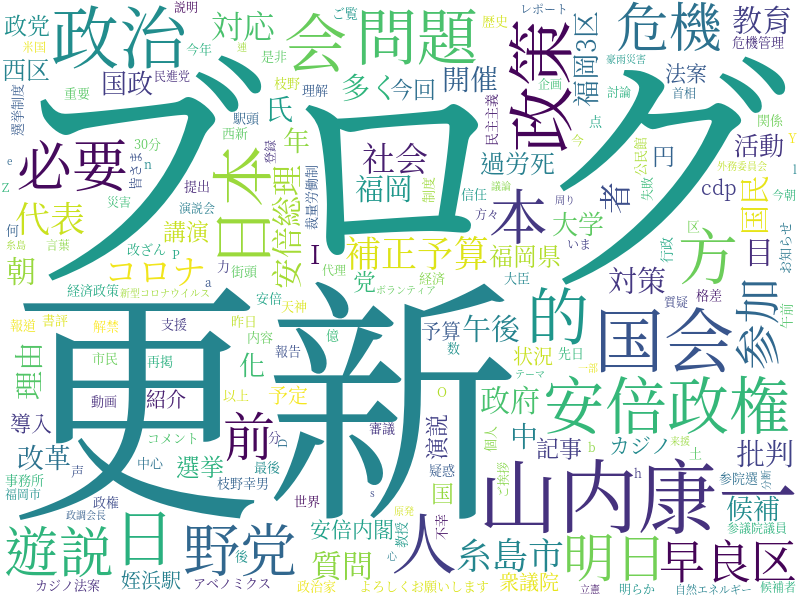 政党
米国
政治
対応
ご覧
会
歴史
レポート
問題
説明
今年
連
是非
危機
教育
危機管理
西区
重要
民進党
枝野
理解
国政
駅頭
西新
氏
多く
今回
開催
政策
企画
福岡3区
豪雨災害
法案
首相
討論
選挙制度
30分
必要
ブログ
日本
登録
年
裁量労働制
社会
福岡
制度
議論
民主主義
過労死
信任
方々
点
公民館
周り
円
今
関係
活動
外務委員会
失敗
cdp
今朝
e
Z
n
皆さま
提出
災害
演説会
安倍総理
本
者
国民
代表
何
糸島
言葉
講演
改ざん
P
力
街頭
I
補正予算
福岡県
大学
いま
方
行政
区
目
お知らせ
朝
コロナ
a
党
代理
経済
大臣
ボランティア
対策
質疑
格差
参加
午前
経済政策
新型コロナウイルス
安倍
天神
更新
報道
書評
解禁
支援
昨日
内容
報告
億
予算
数
午後
的
国会
状況
先日
一部
テーマ
理由
市民
再掲
化
導入
動画
紹介
以上
予定
O
政府
安倍政権
改革
コメント
前
分
D
審議
演説
中
個人
記事
b
カジノ
未援
土
批判
事務所
福岡市
声
中心
選挙
最後
枝野幸男
疑惑
国
山内康一
h
参院選
分断
候補
参議院議員
政権
政調会長
s
世界
原発
遊説
日
野党
安倍内閣
人
不幸
ご挨拶
糸島市
明日
早良区
カジノ法案
姪浜駅
アベノミクス
後
質問
教授
心
政治家
よろしくお願いします
衆議院
立憲
明らか
自然エネルギー
候補者